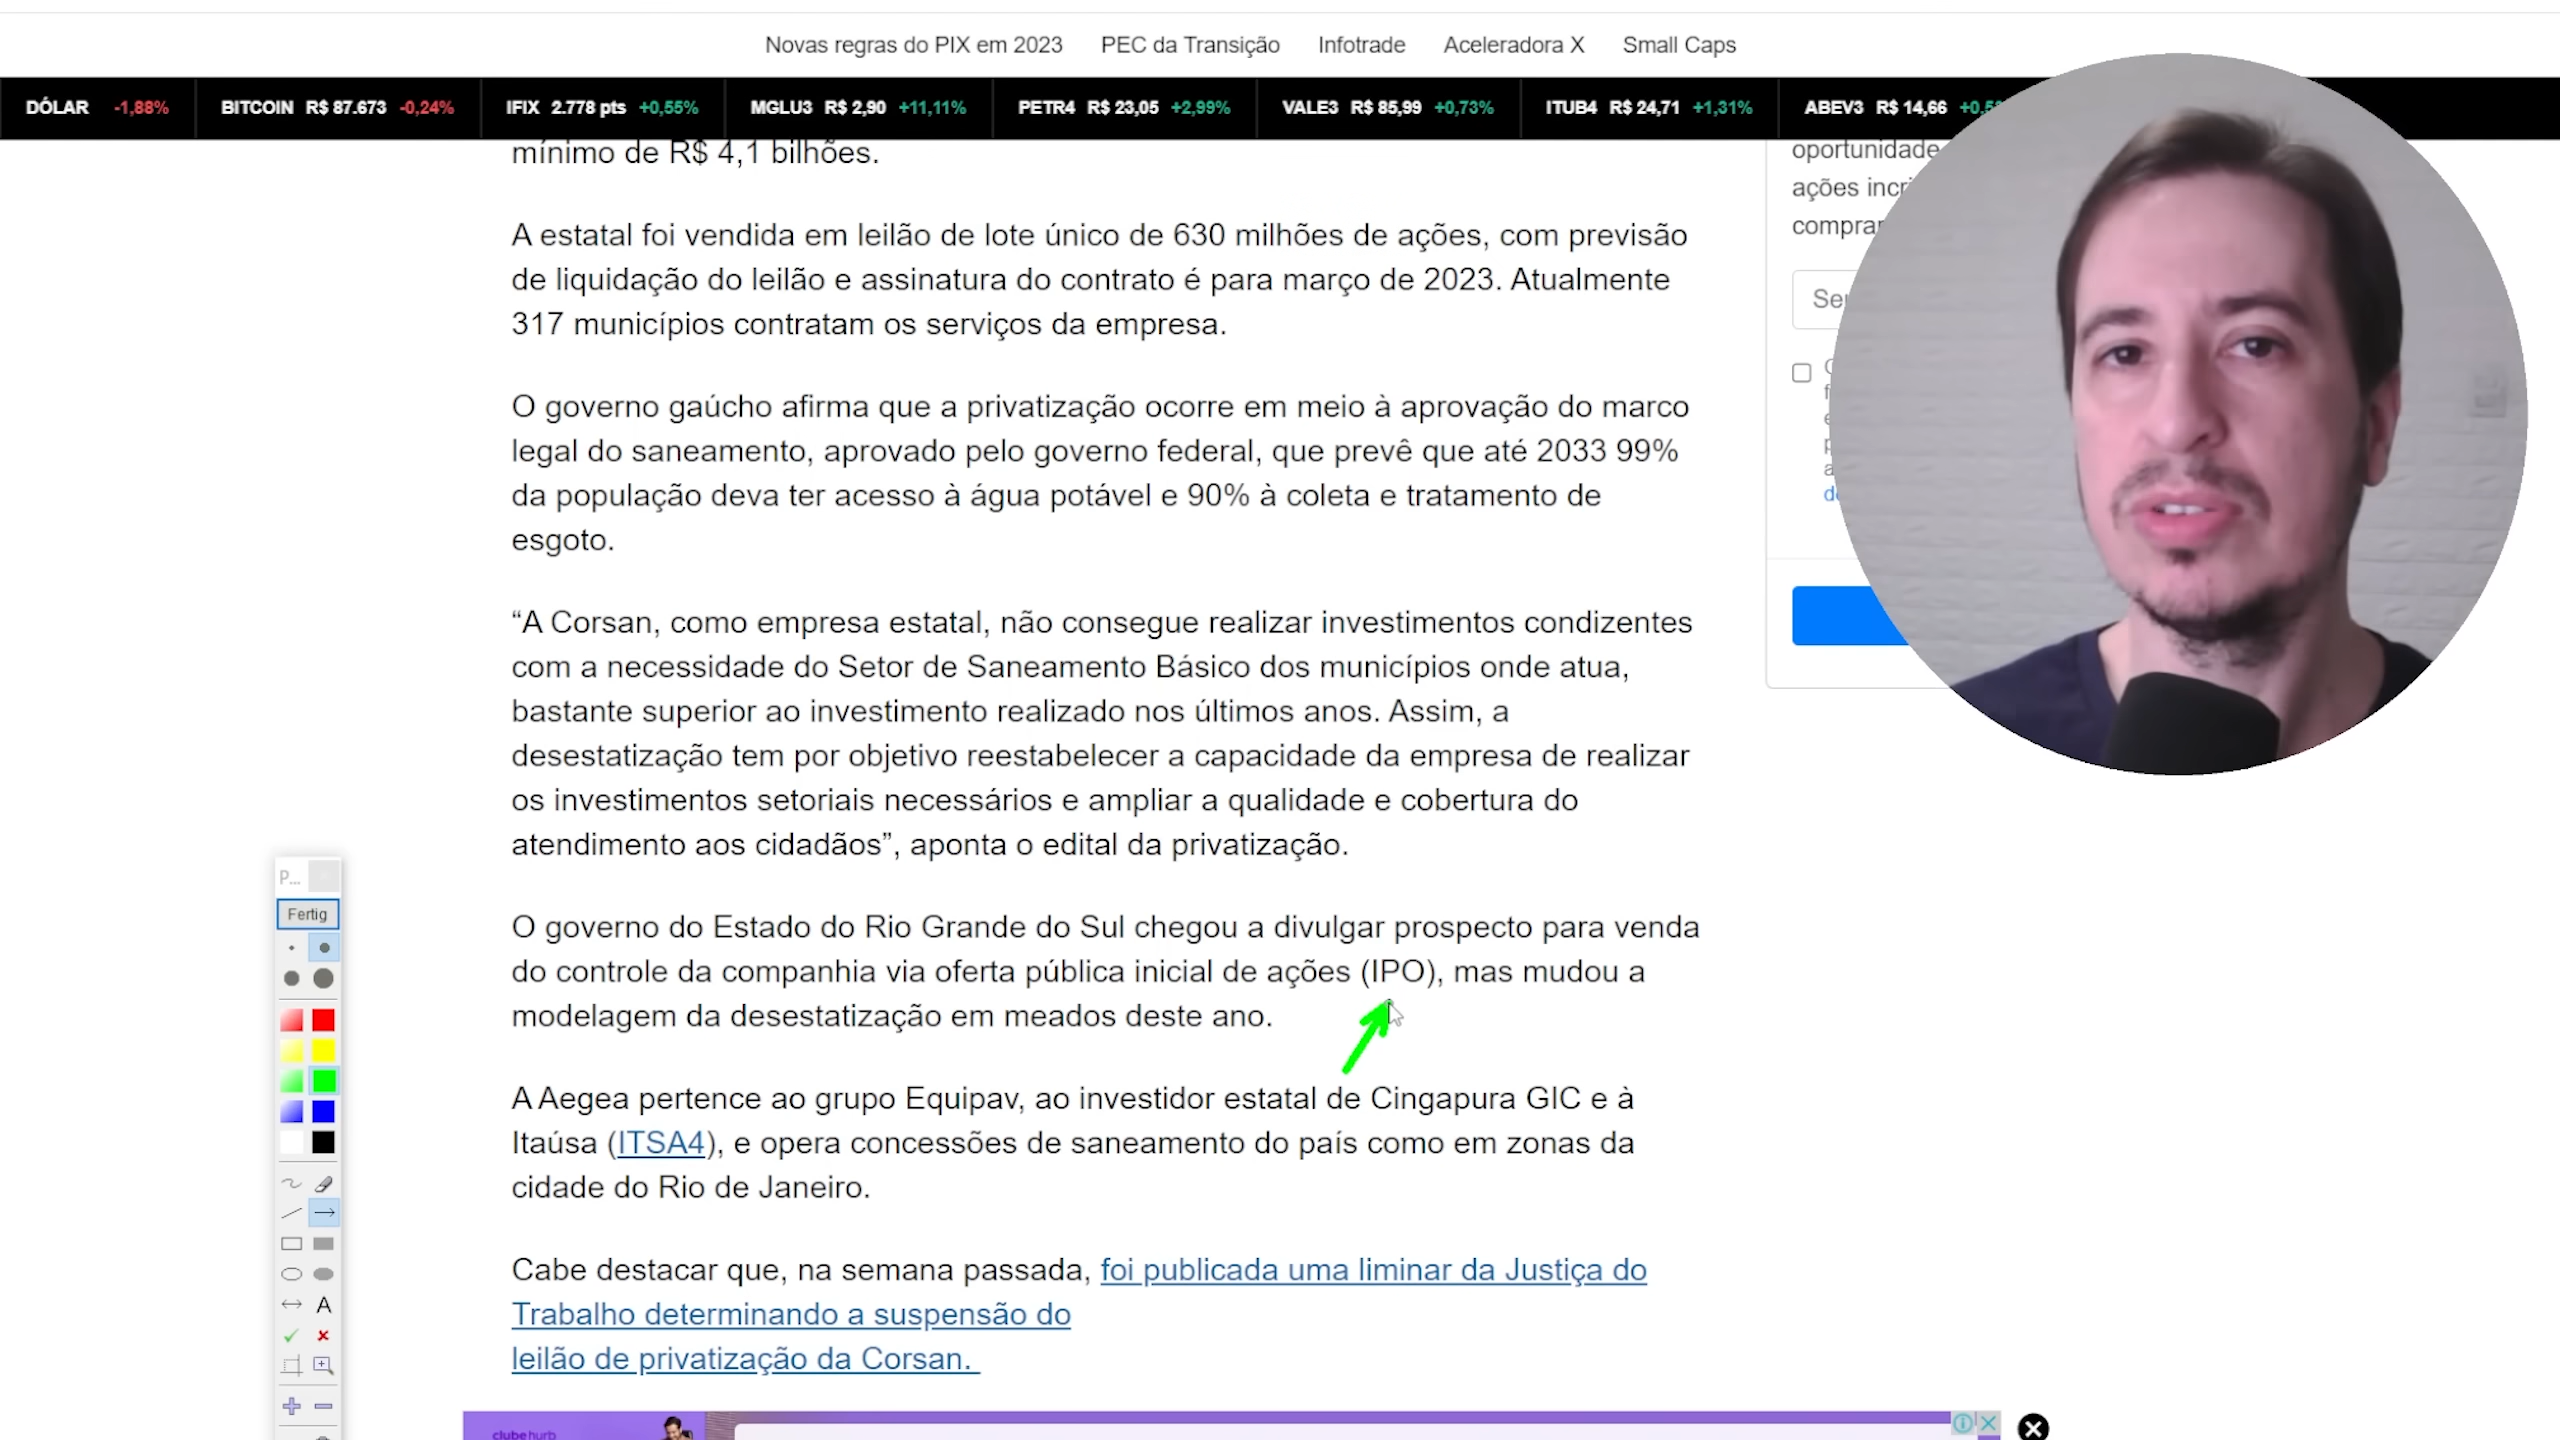 Novas regras do PIX em 2023 PEC da Transição Infotrade Aceleradora X Small Caps
DÓLAR -1,88% BITCOIN R$ 87.673 -0,24% IFIX 2.778 pts +0,55% MGLU3 R$ 2,90 +11,11% PETR4 R$ 23,05 +2,99% VALE3 R$ 85,99 +0,73% ITUB4 R$ 24,71 +1,31% ABEV3 R$ 14,66
mínimo de R$ 4,1 bilhões.
A estatal foi vendida em leilão de lote único de 630 milhões de ações, com previsão
de liquidação do leilão e assinatura do contrato é para março de 2023. Atualmente
317 municípios contratam os serviços da empresa.
O governo gaúcho afirma que a privatização ocorre em meio à aprovação do marco
legal do saneamento, aprovado pelo governo federal, que prevê que até 2033 99%
da população deva ter acesso à água potável e 90% à coleta e tratamento de
esgoto.
“A Corsan, como empresa estatal, não consegue realizar investimentos condizentes
com a necessidade do Setor de Saneamento Básico dos municípios onde atua,
bastante superior ao investimento realizado nos últimos anos. Assim, a
desestatização tem por objetivo reestabelecer a capacidade da empresa de realizar
os investimentos setoriais necessários e ampliar a qualidade e cobertura do
atendimento aos cidadãos”, aponta o edital da privatização.
O governo do Estado do Rio Grande do Sul chegou a divulgar prospecto para venda
do controle da companhia via oferta pública inicial de ações (IPO), mas mudou a
modelagem da desestatização em meados deste ano.
A Aegea pertence ao grupo Equipav, ao investidor estatal de Cingapura GIC e à
Itaúsa (ITSA4), e opera concessões de saneamento do país como em zonas da
cidade do Rio de Janeiro.
Cabe destacar que, na semana passada, foi publicada uma liminar da Justiça do
Trabalho determinando a suspensão do
leilão de privatização da Corsan.
oportunidade
ações
P...
Fertig
A